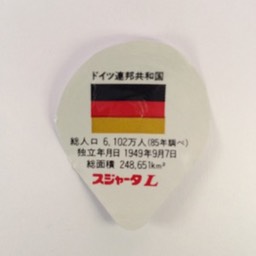 ドイツ連邦共和国
総人口 6,102万人(85年調べ)
独立年月日 1949年9月7日
総面積 248,651km²
スジャータL